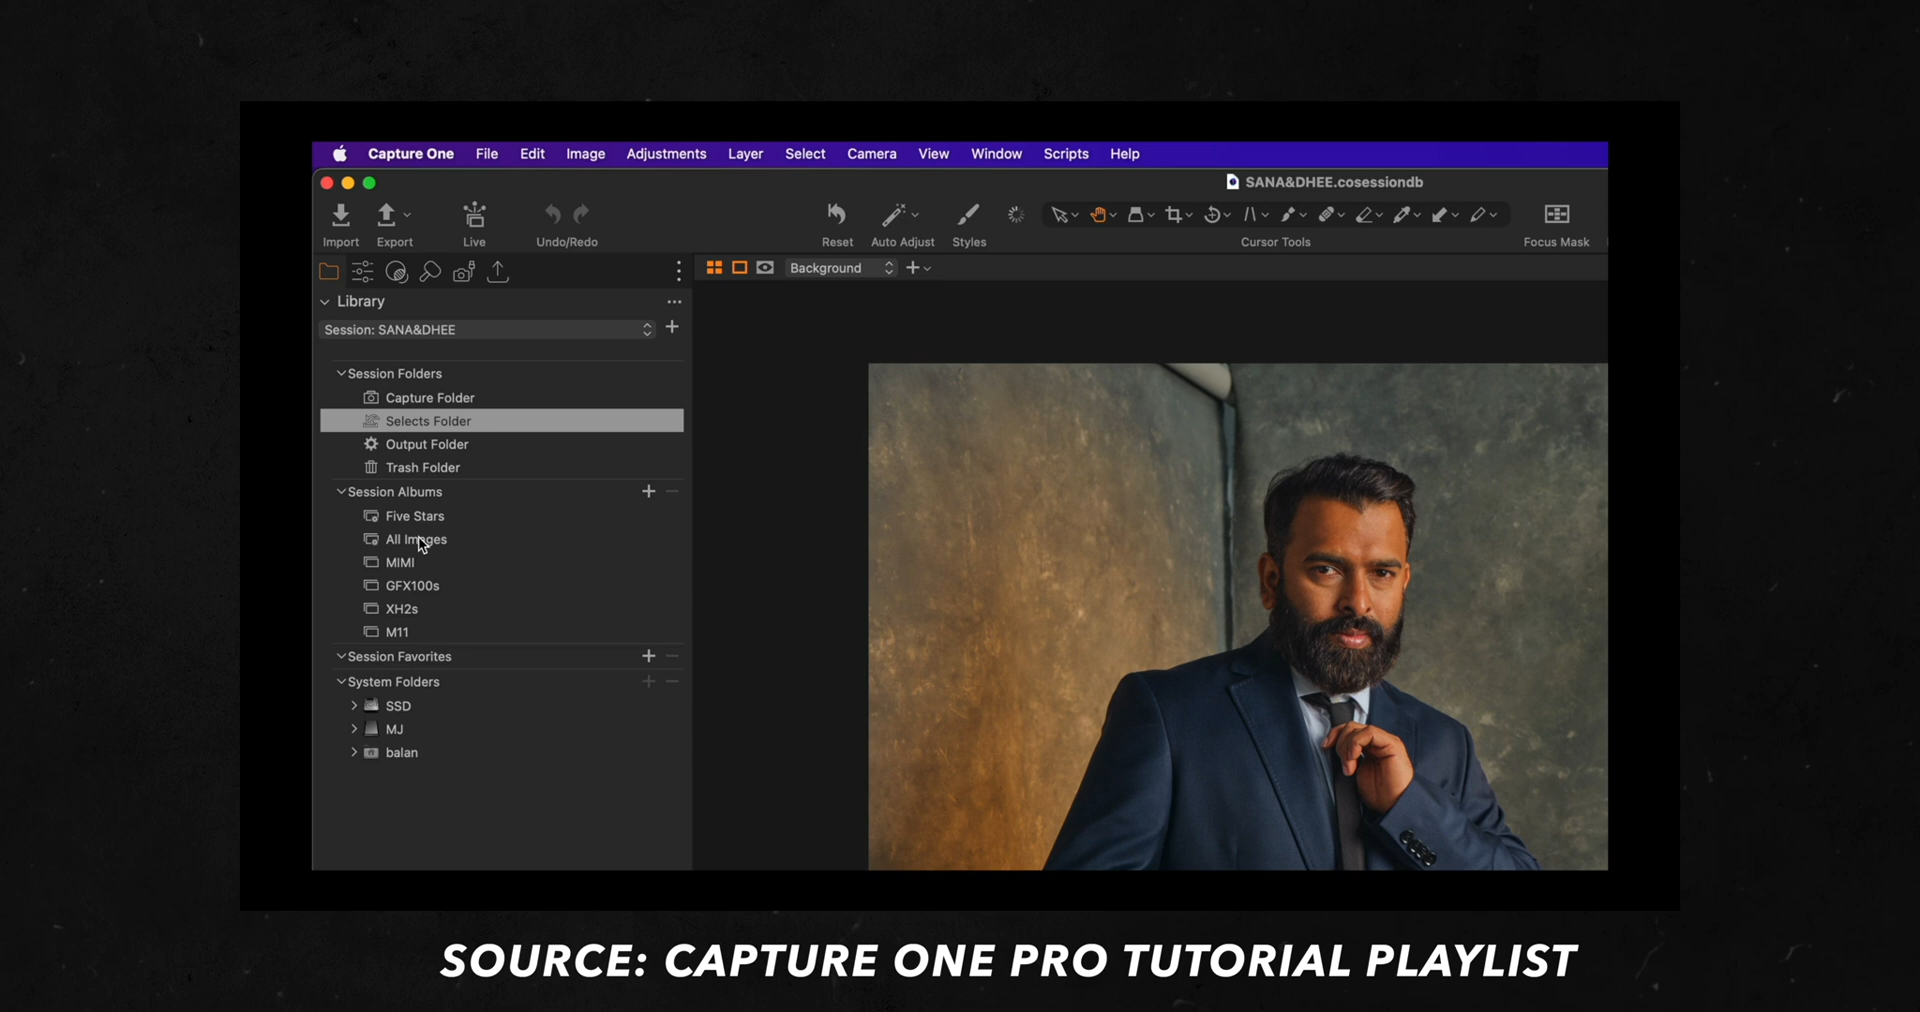 Capture One File Edit Image Adjustments Layer Select Camera View Window Scripts Help
SANA&DHEE.cosessiondb
Import Export Live Undo/Redo Reset Auto Adjust Styles Cursor Tools Focus Mask
Background
Library
Session: SANA&DHEE
Session Folders
Capture Folder
Selects Folder
Output Folder
Trash Folder
Session Albums
Five Stars
All Images
MIMI
GFX100s
XH2s
M11
Session Favorites
System Folders
SSD
MJ
balan
SOURCE: CAPTURE ONE PRO TUTORIAL PLAYLIST